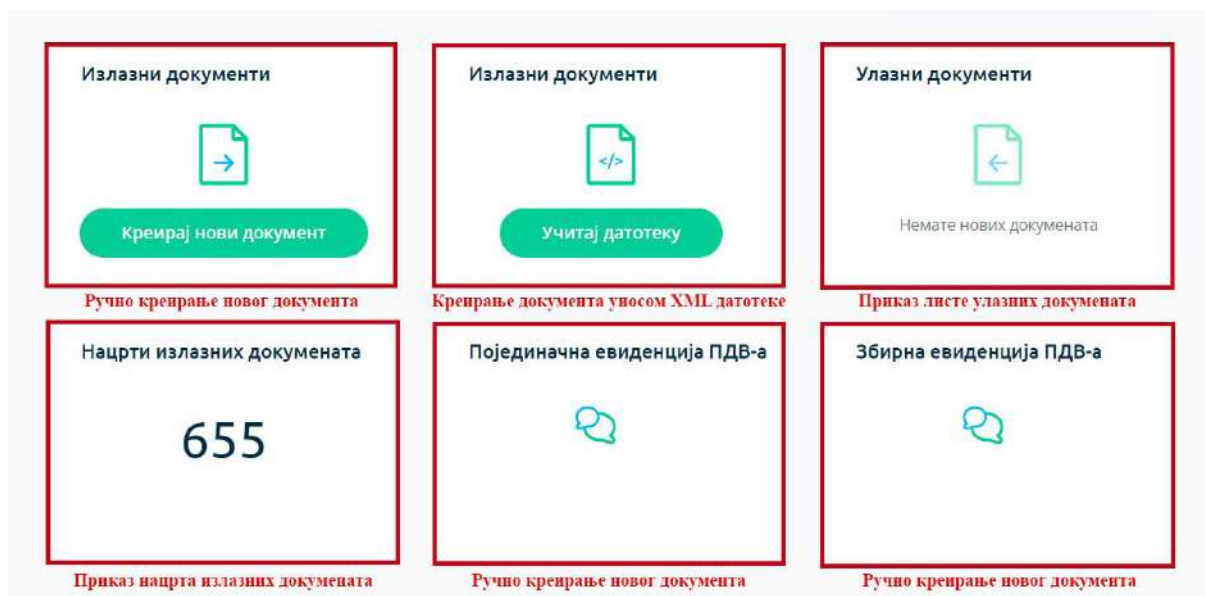 Излазни документи
Креирај нови документ
Ручно креирање новог документа
Излазни документи
</>
Учитај датотеку
Креирање документа уносом XML датотеке
Улазни документи
Немате нових докумената
Приказ листе улазних докумената
Нацрти излазних докумената
655
Приказ нацрта излазних докумената
Појединачна евиденција ПДВ-а
Ручно креирање новог документа
Збирна евиденција ПДВ-а
Ручно креирање новог документа